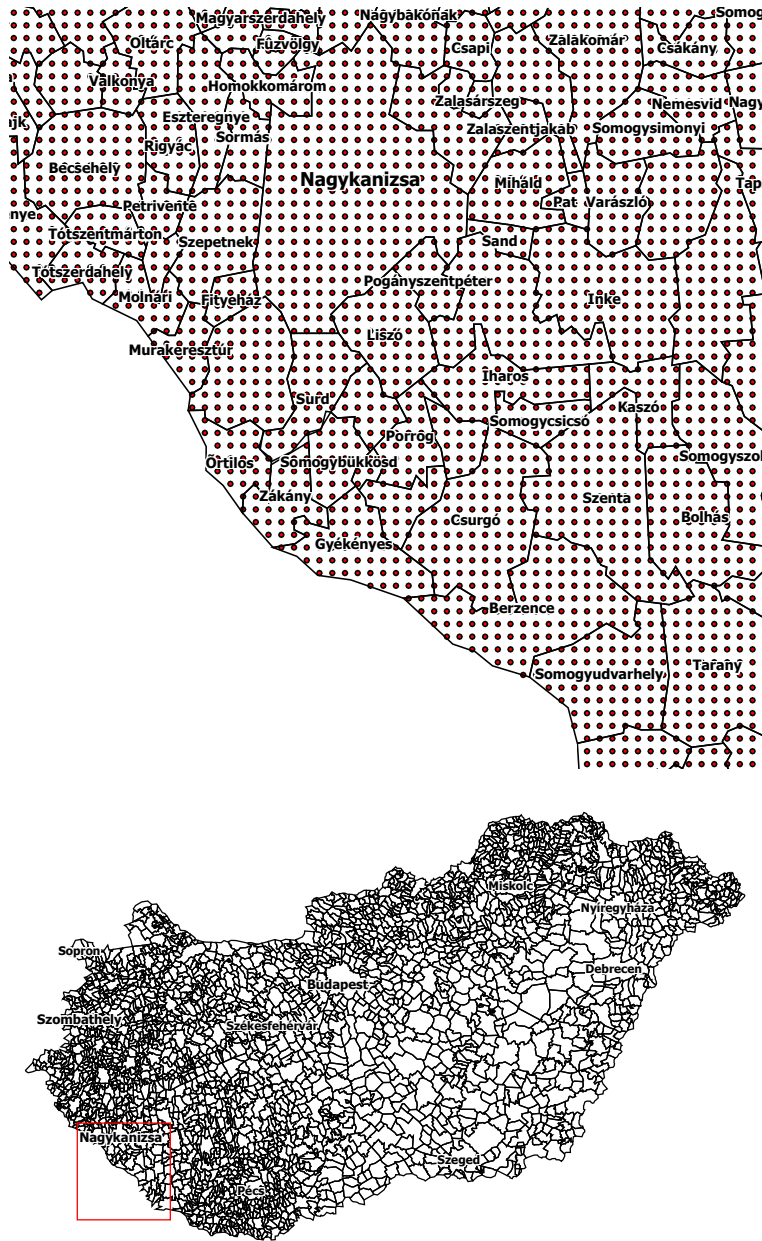 Magyarszerdahely
Nagybakónak
Somog
Oltárc
Fűzvölgy
Csapi
Zalakomár
Csákány
Valkonya
Homokkomárom
Zalasárszeg
Nemesvid
Nagy
ajk
Eszteregnye
Sormás
Zalaszentjakab
Somogysimonyi
Rigyác
Becsehely
Nagykanizsa
Miháld
Táp
nye
Petrivente
Pat
Varászló
Tótszentmárton
Szepetnek
Sand
Tótszerdahely
Pogányszentpéter
Molnári
Fityeház
Inke
Liszó
Murakeresztúr
Iharos
Surd
Kaszó
Somogycsicsó
Porrog
Őrtilos
Somogybükkösd
Somogyszob
Zákány
Szenta
Csurgó
Bolhás
Gyékényes
Berzence
Somogyudvarhely
Tarany
Miskolc
Nyíregyháza
Sopron
Debrecen
Budapest
Szombathely
Székesfehérvár
Nagykanizsa
Szeged
Pécs